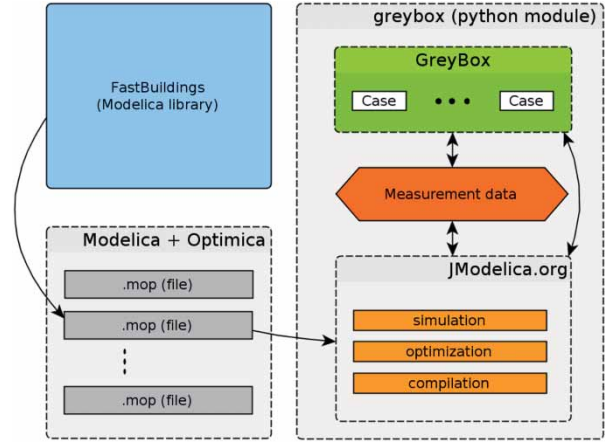 FastBuildings
(Modelica library)
Modelica + Optimica
.mop (file)
.mop (file)
.mop (file)
greybox (python module)
GreyBox
Case
Case
Measurement data
JModelica.org
simulation
optimization
compilation